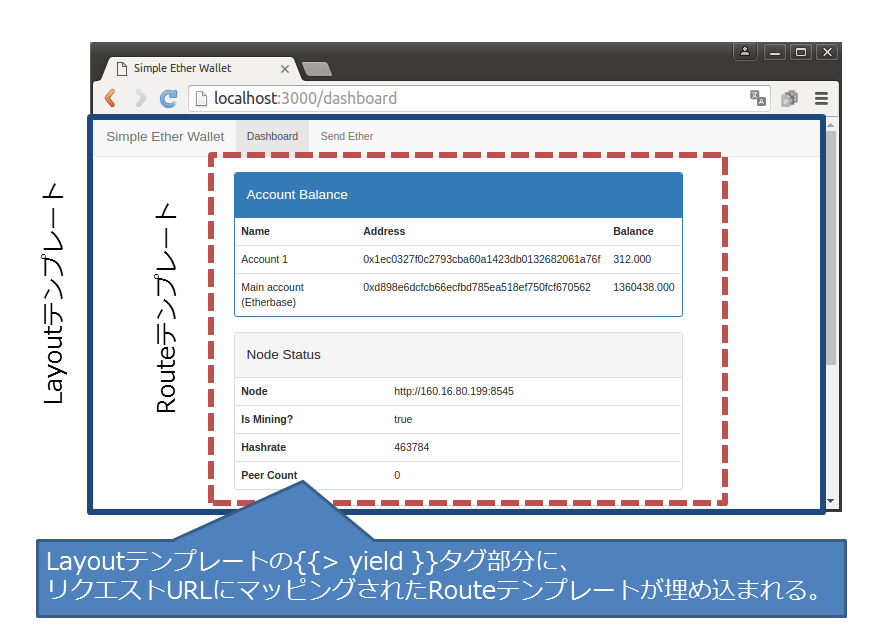 Simple Ether Wallet
localhost:3000/dashboard
Simple Ether Wallet Dashboard Send Ether
Layoutテンプレート
Routeテンプレート
Account Balance
Name Address Balance
Account 1 0x1ec0327f0c2793cba60a1423db0132682061a76f 312.000
Main account 0xd898e6dcfcb66ecfbd785ea518ef750fcf670562 1360438.000
(Etherbase)
Node Status
Node http://160.16.80.199:8545
Is Mining? true
Hashrate 463784
Peer Count 0
Layoutテンプレートの{{> yield }}タグ部分に、
リクエストURLにマッピングされたRouteテンプレートが埋め込まれる。